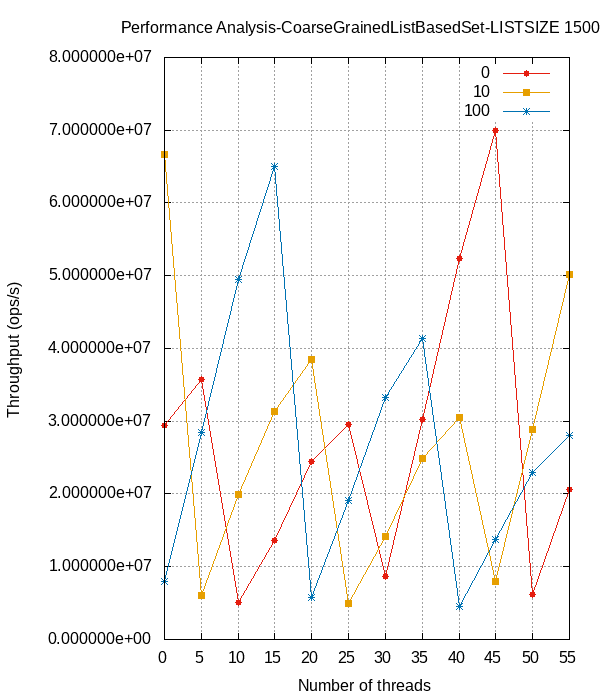 Performance Analysis-CoarseGrainedListBasedSet-LISTSIZE 1500
8.000000e+07
7.000000e+07
6.000000e+07
5.000000e+07
4.000000e+07
3.000000e+07
2.000000e+07
1.000000e+07
0.000000e+00
0
10
100
Throughput (ops/s)
0 5 10 15 20 25 30 35 40 45 50 55
Number of threads